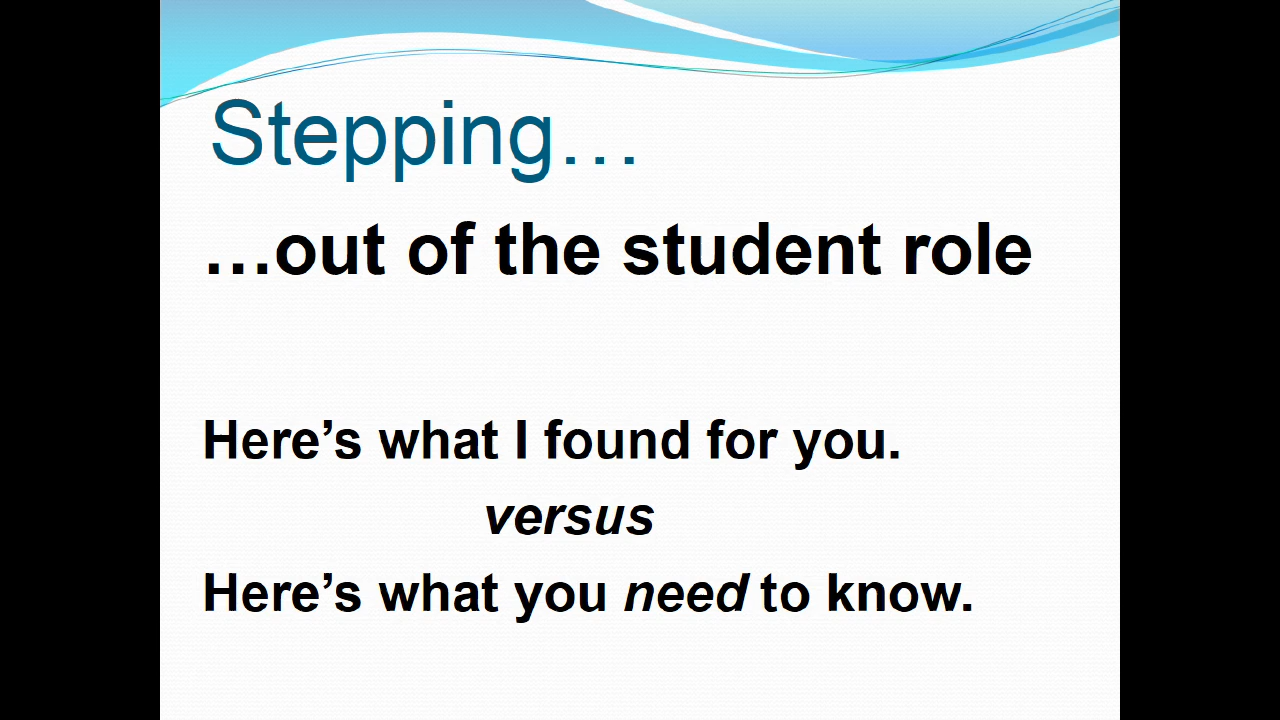 Stepping…
…out of the student role
Here’s what I found for you.
versus
Here’s what you need to know.